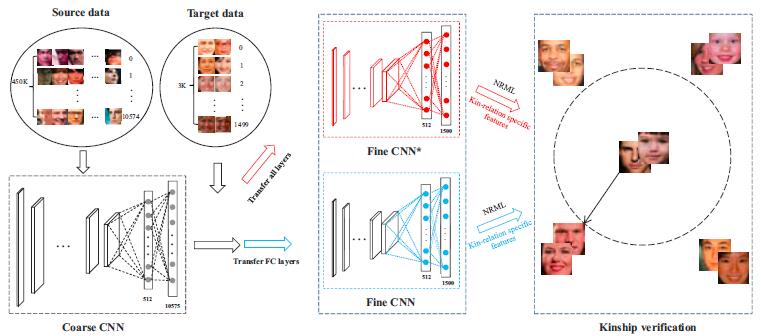 Source data
Target data
450K
0
1
...
10574
3K
0
1
2
1499
Transfer all layers
Transfer FC layers
512
10575
Coarse CNN
512
1500
Fine CNN*
512
1500
Fine CNN
NRML
Kin-relation specific
features
NRML
Kin-relation specific
features
Kinship verification